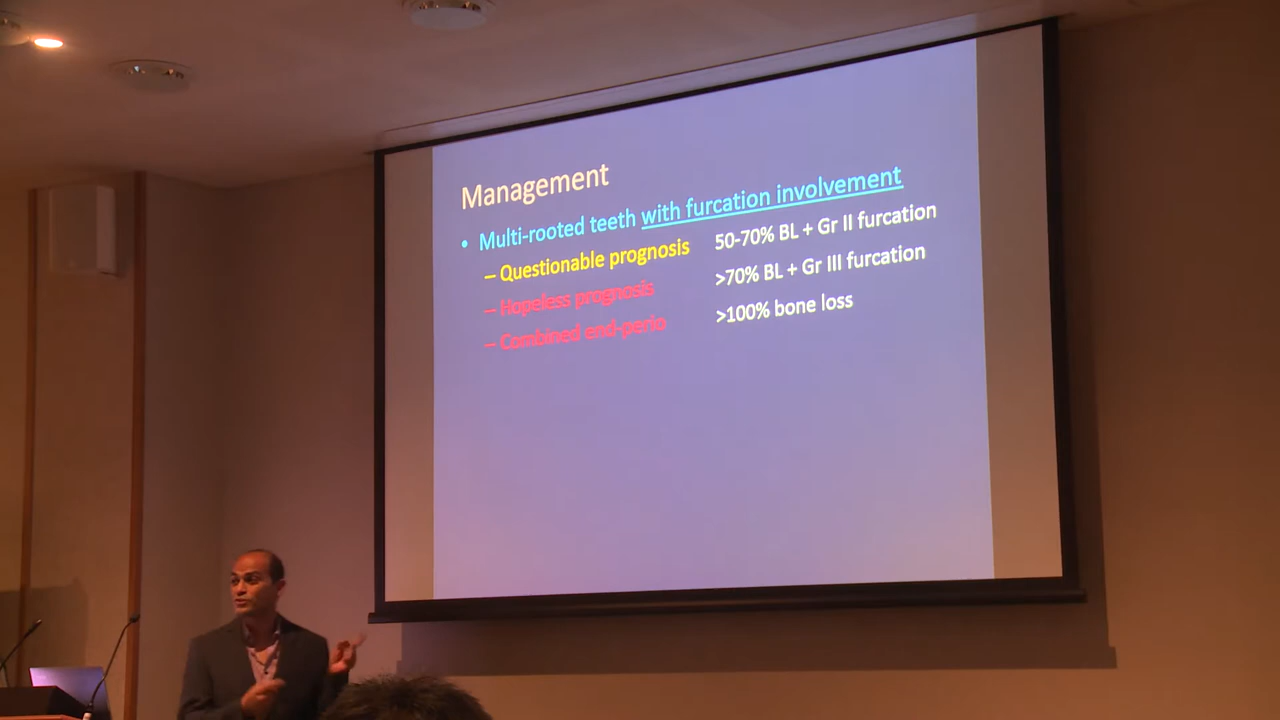 Management
• Multi-rooted teeth with furcation involvement
– Questionable prognosis 50-70% BL + Gr II furcation
– Hopeless prognosis >70% BL + Gr III furcation
– Combined end-perio >100% bone loss